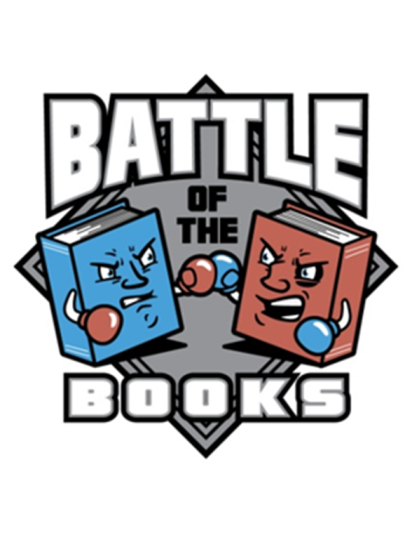 BATTLE
OF
THE
BOOKS